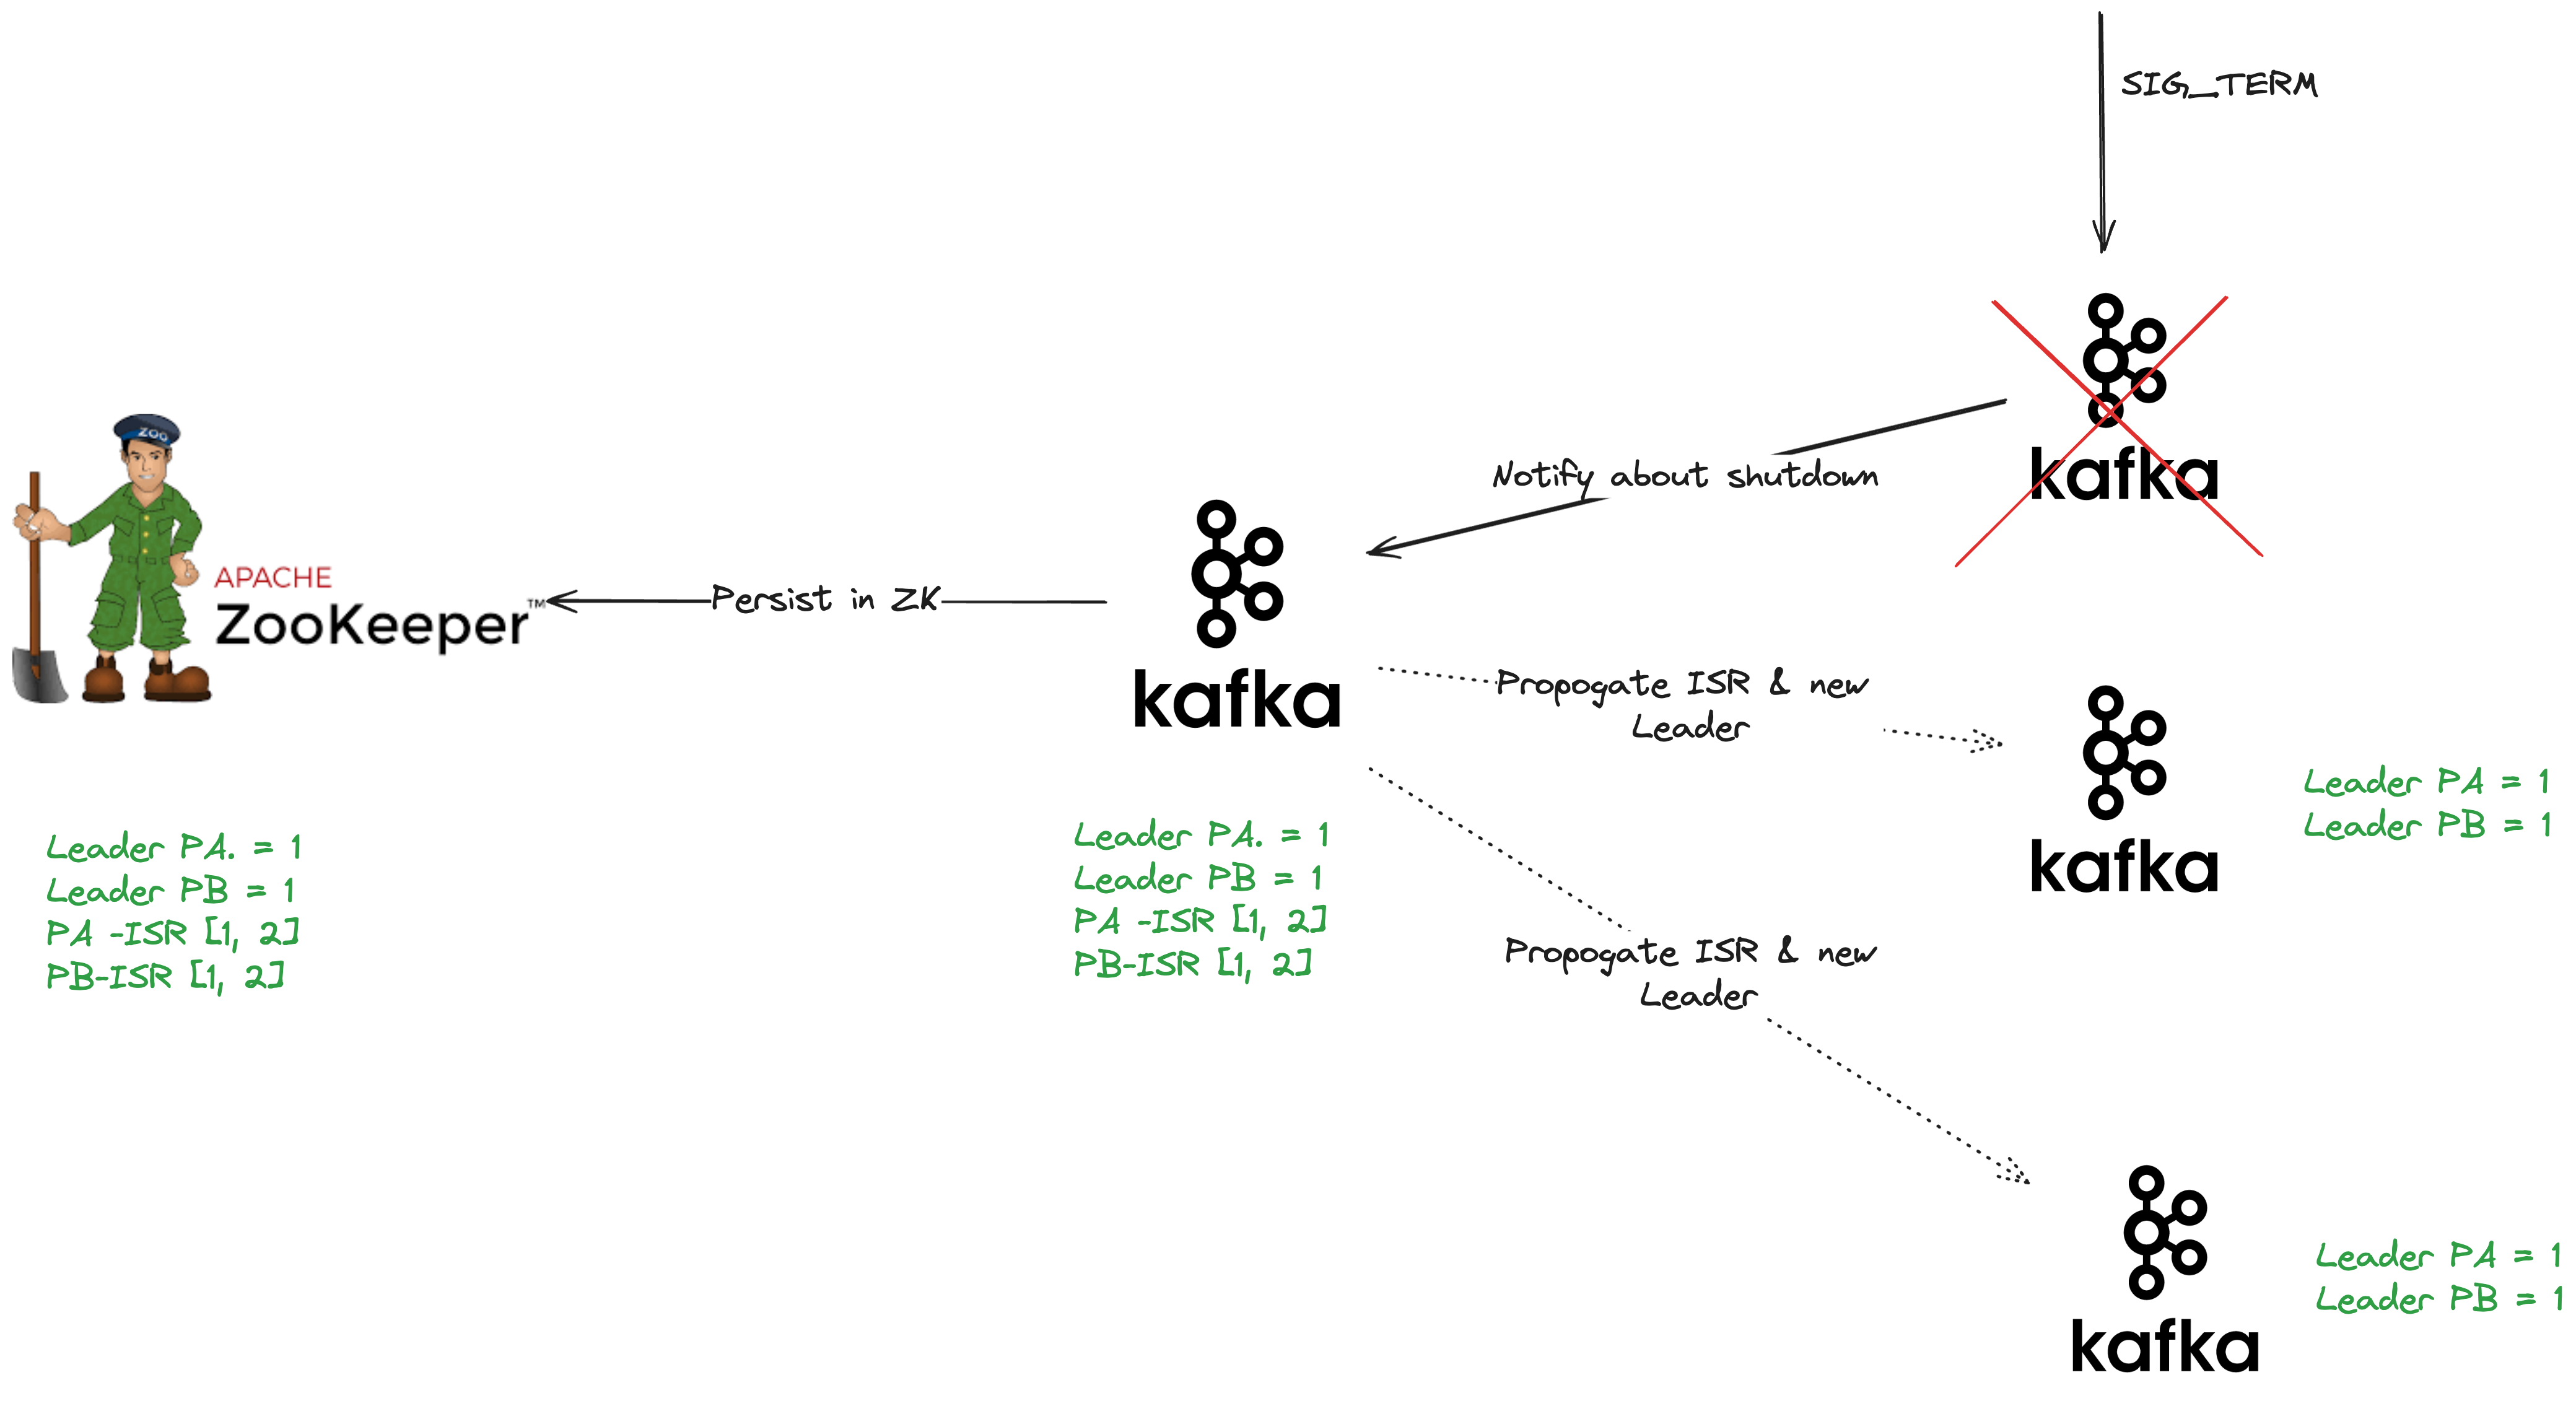 SIG_TERM
kafka
Notify about shutdown
ZOO
APACHE
ZooKeeper™
Persist in ZK
kafka
Propogate ISR & new
Leader
kafka
Leader PA = 1
Leader PB = 1
Leader PA. = 1
Leader PB = 1
PA -ISR [1, 2]
PB-ISR [1, 2]
Leader PA. = 1
Leader PB = 1
PA -ISR [1, 2]
PB-ISR [1, 2]
Propogate ISR & new
Leader
kafka
Leader PA = 1
Leader PB = 1